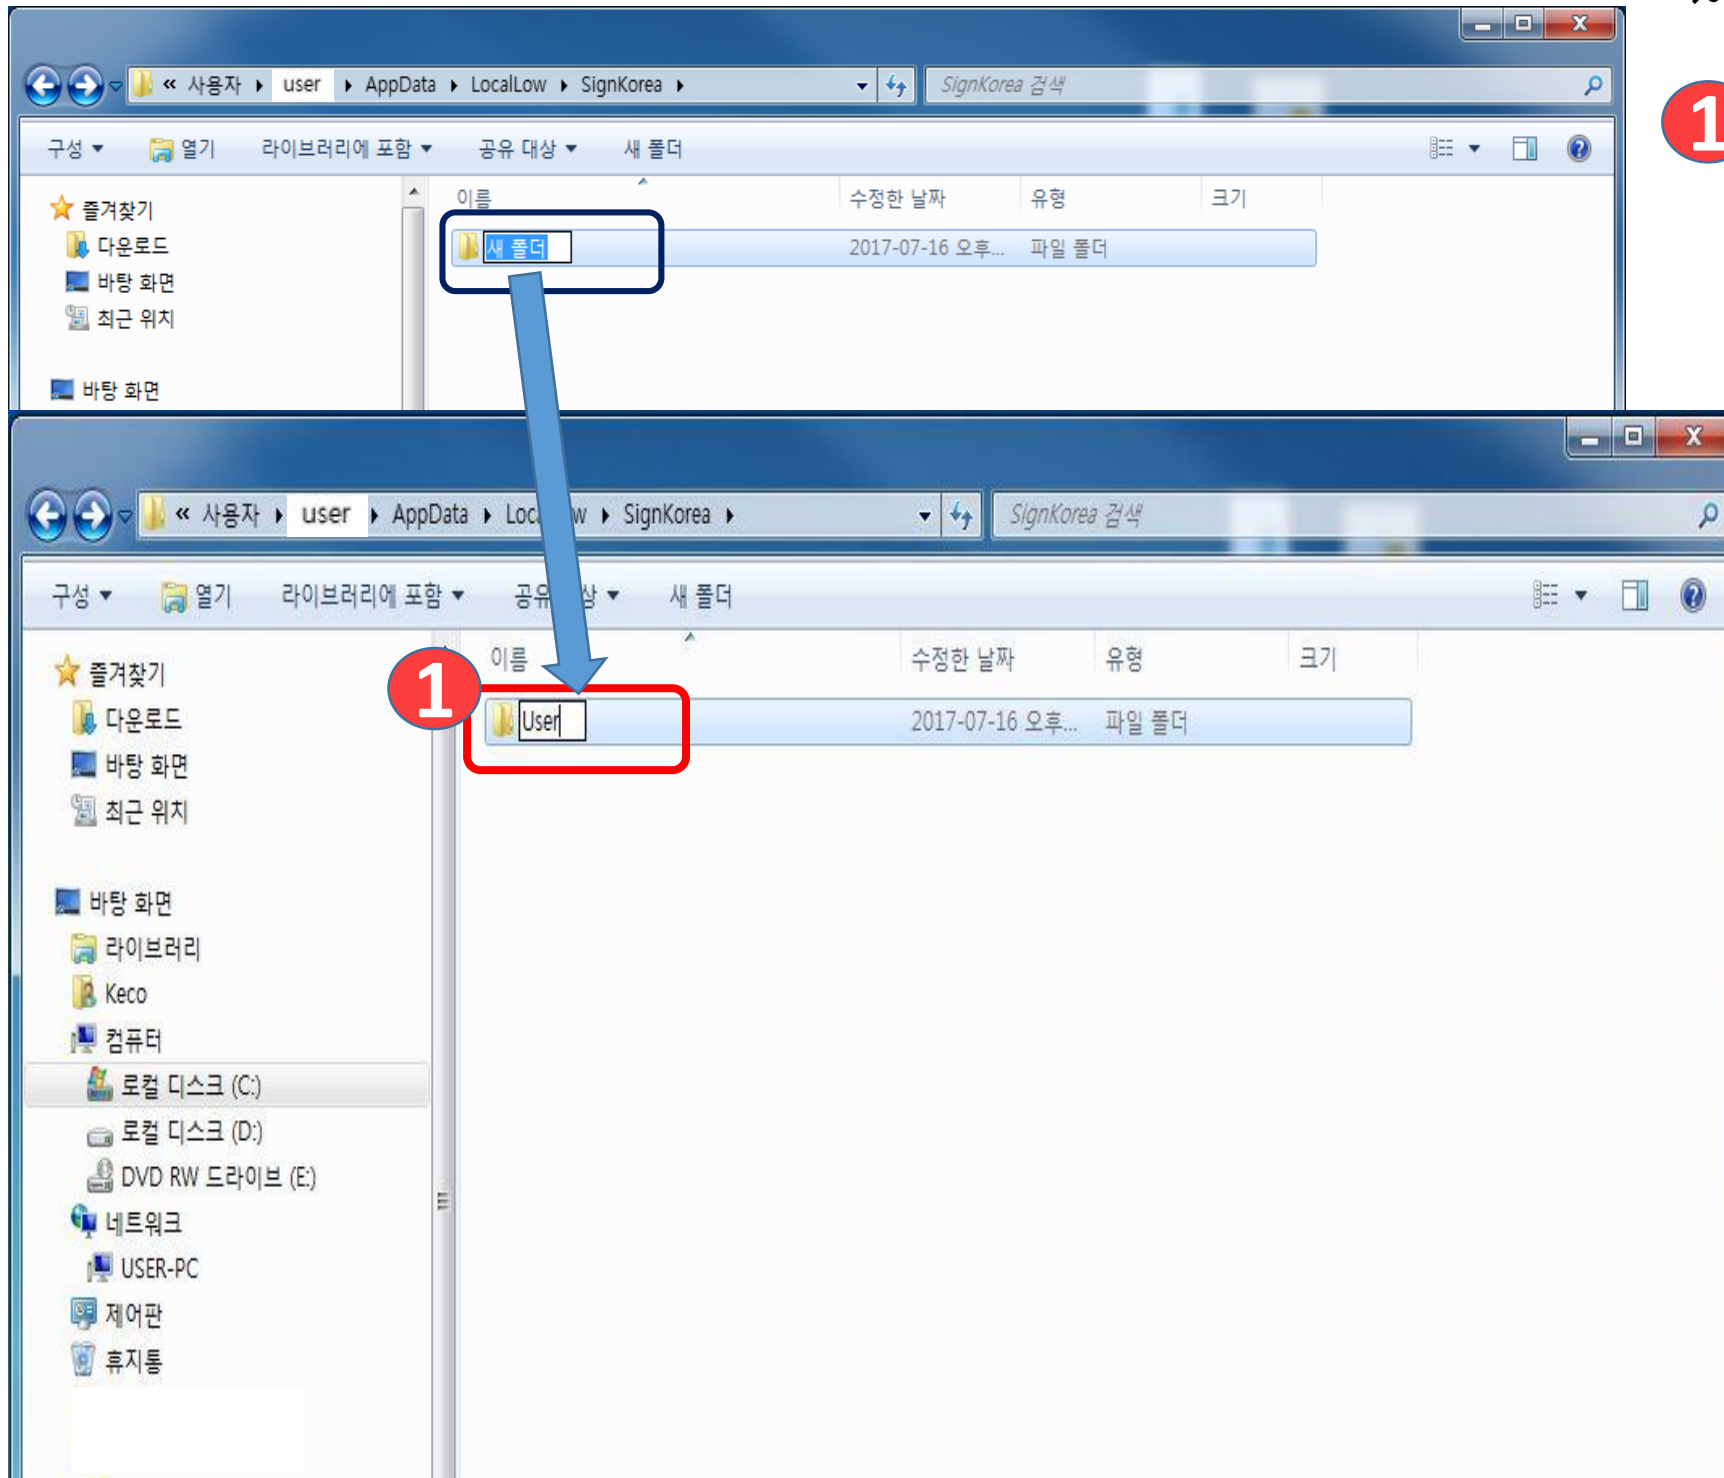 « 사용자 ▸ user ▸ AppData ▸ LocalLow ▸ SignKorea ▸
SignKorea 검색
구성 ▼ 열기 라이브러리에 포함 ▼ 공유 대상 ▼ 새 폴더
1
즐겨찾기
다운로드
바탕 화면
최근 위치
바탕 화면
이름 수정한 날짜 유형 크기
새 폴더 2017-07-16 오후... 파일 폴더
« 사용자 ▸ user ▸ AppData ▸ ▸ SignKorea ▸
SignKorea 검색
구성 ▼ 열기 라이브러리에 포함 ▼ ▼ 새 폴더
즐겨찾기
다운로드
바탕 화면
최근 위치
바탕 화면
라이브러리
Keco
컴퓨터
로컬 디스크 (C:)
로컬 디스크 (D:)
DVD RW 드라이브 (E:)
네트워크
USER-PC
제어판
휴지통
이름 수정한 날짜 유형 크기
1
User 2017-07-16 오후... 파일 폴더